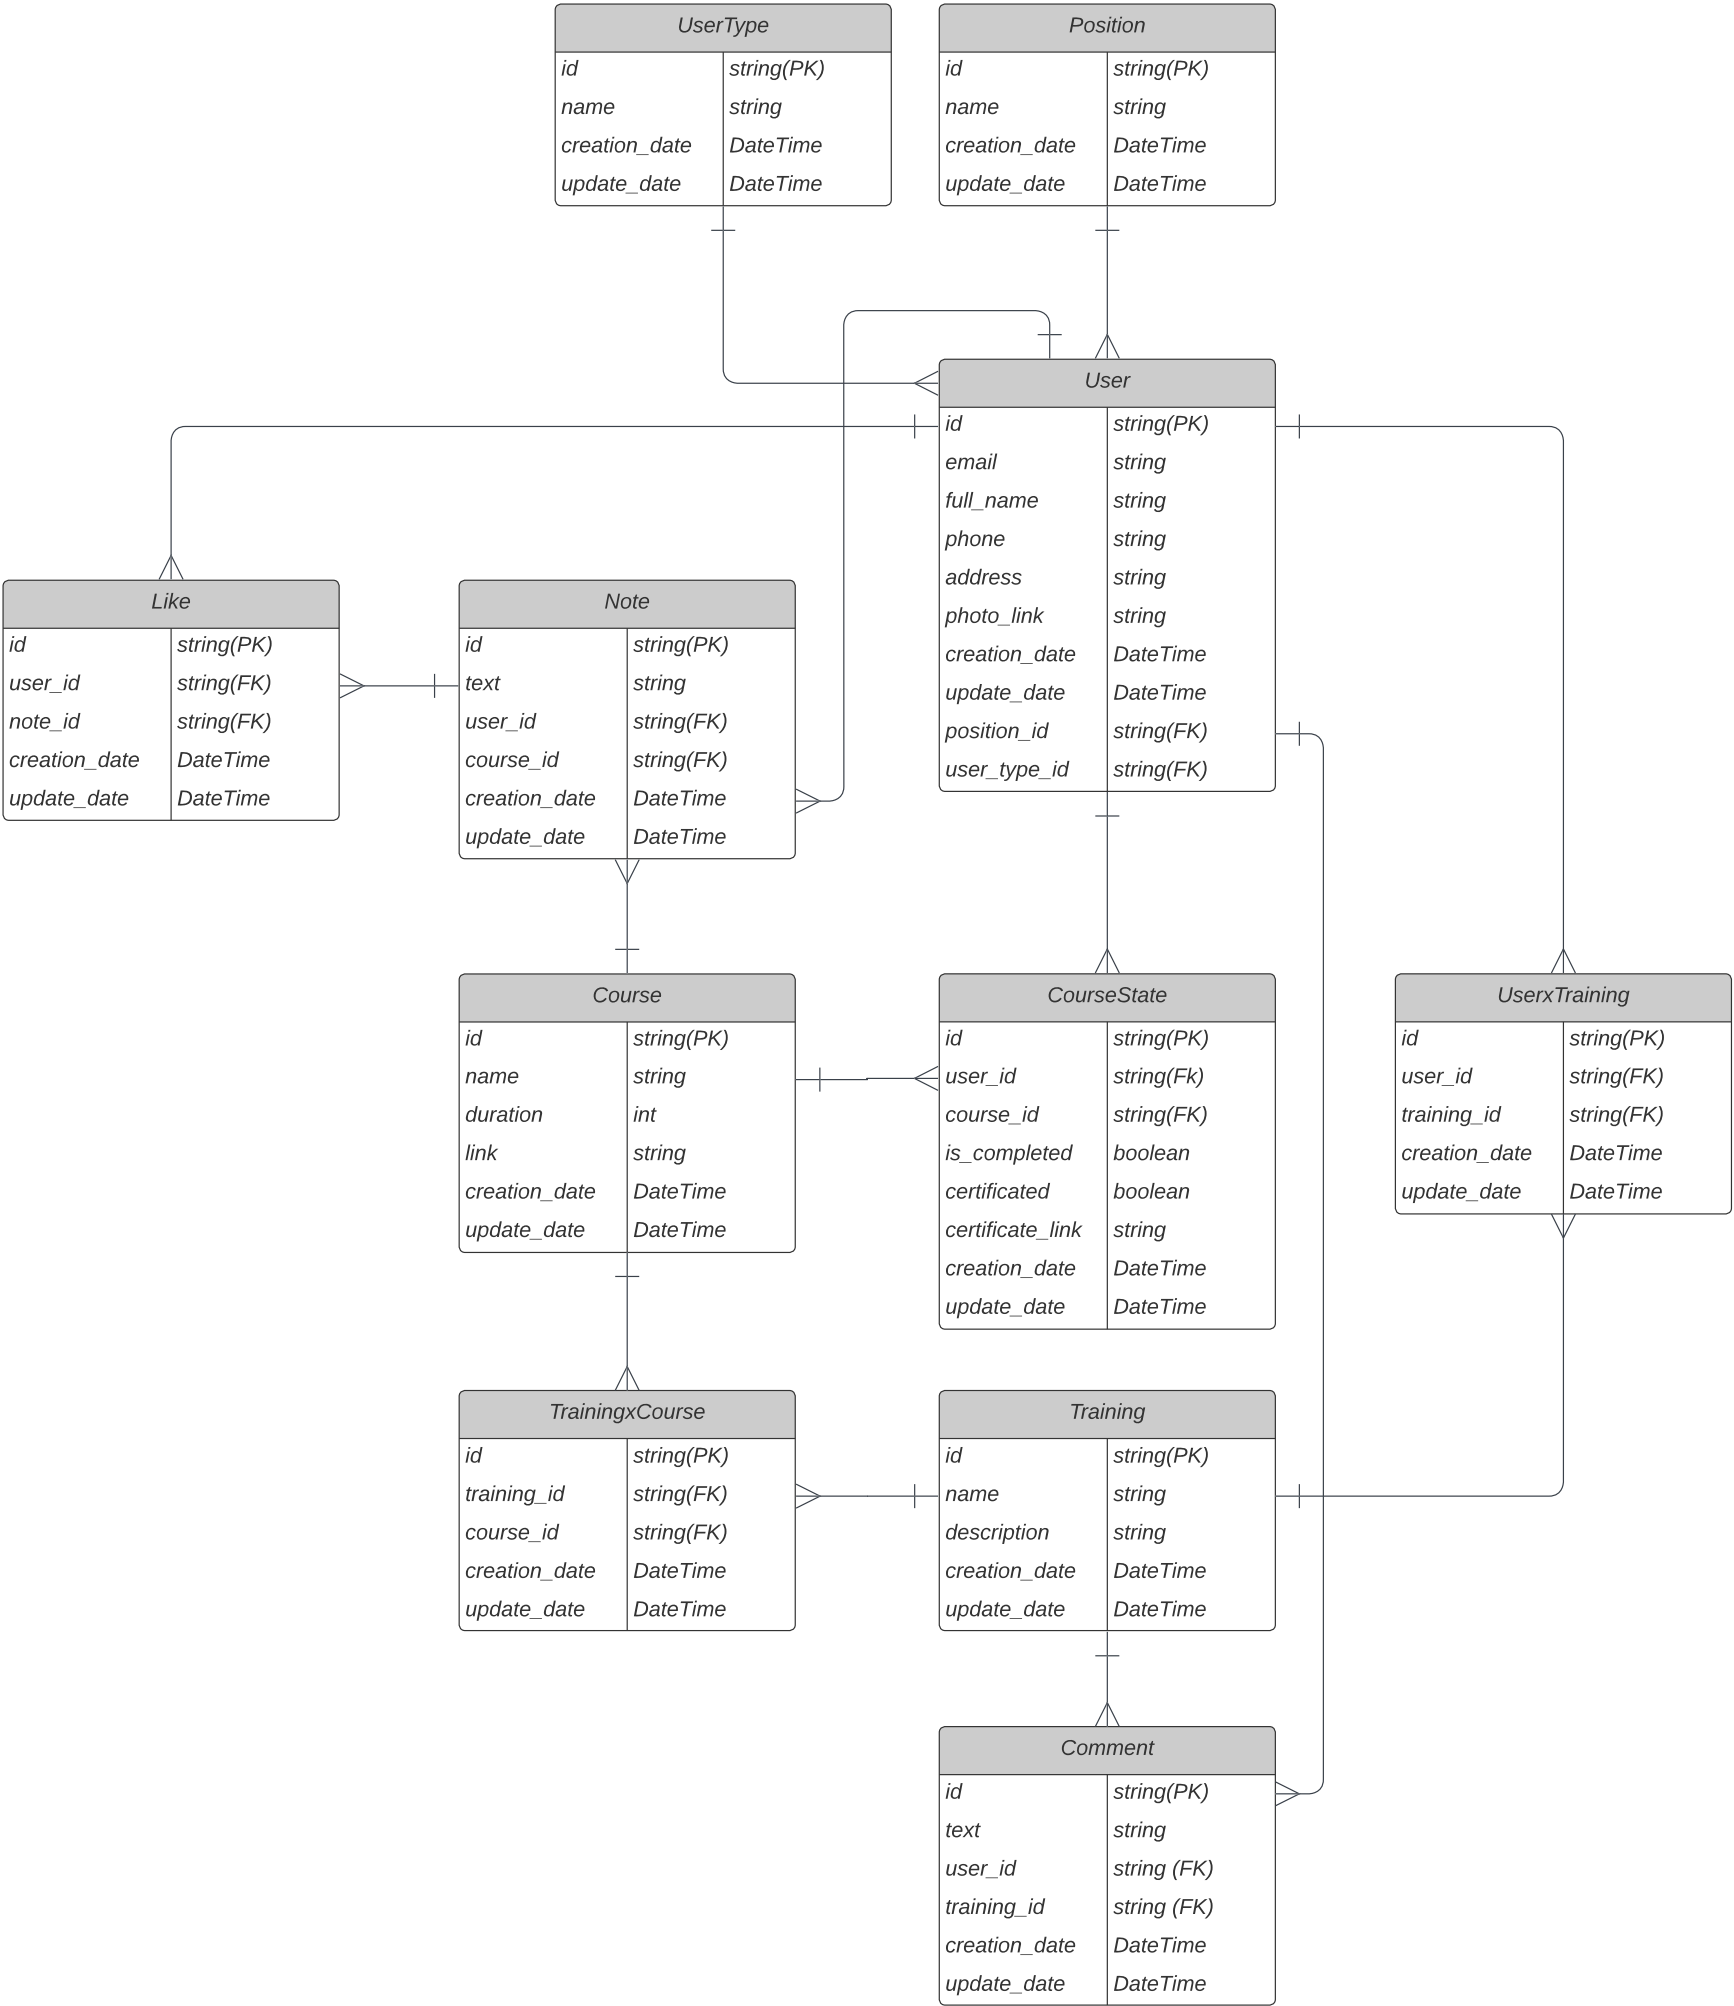 UserType
id string(PK)
name string
creation_date DateTime
update_date DateTime
Position
id string(PK)
name string
creation_date DateTime
update_date DateTime
User
id string(PK)
email string
full_name string
phone string
address string
photo_link string
creation_date DateTime
update_date DateTime
position_id string(FK)
user_type_id string(FK)
Like
id string(PK)
user_id string(FK)
note_id string(FK)
creation_date DateTime
update_date DateTime
Note
id string(PK)
text string
user_id string(FK)
course_id string(FK)
creation_date DateTime
update_date DateTime
Course
id string(PK)
name string
duration int
link string
creation_date DateTime
update_date DateTime
CourseState
id string(PK)
user_id string(Fk)
course_id string(FK)
is_completed boolean
certificated boolean
certificate_link string
creation_date DateTime
update_date DateTime
UserxTraining
id string(PK)
user_id string(FK)
training_id string(FK)
creation_date DateTime
update_date DateTime
TrainingxCourse
id string(PK)
training_id string(FK)
course_id string(FK)
creation_date DateTime
update_date DateTime
Training
id string(PK)
name string
description string
creation_date DateTime
update_date DateTime
Comment
id string(PK)
text string
user_id string (FK)
training_id string (FK)
creation_date DateTime
update_date DateTime